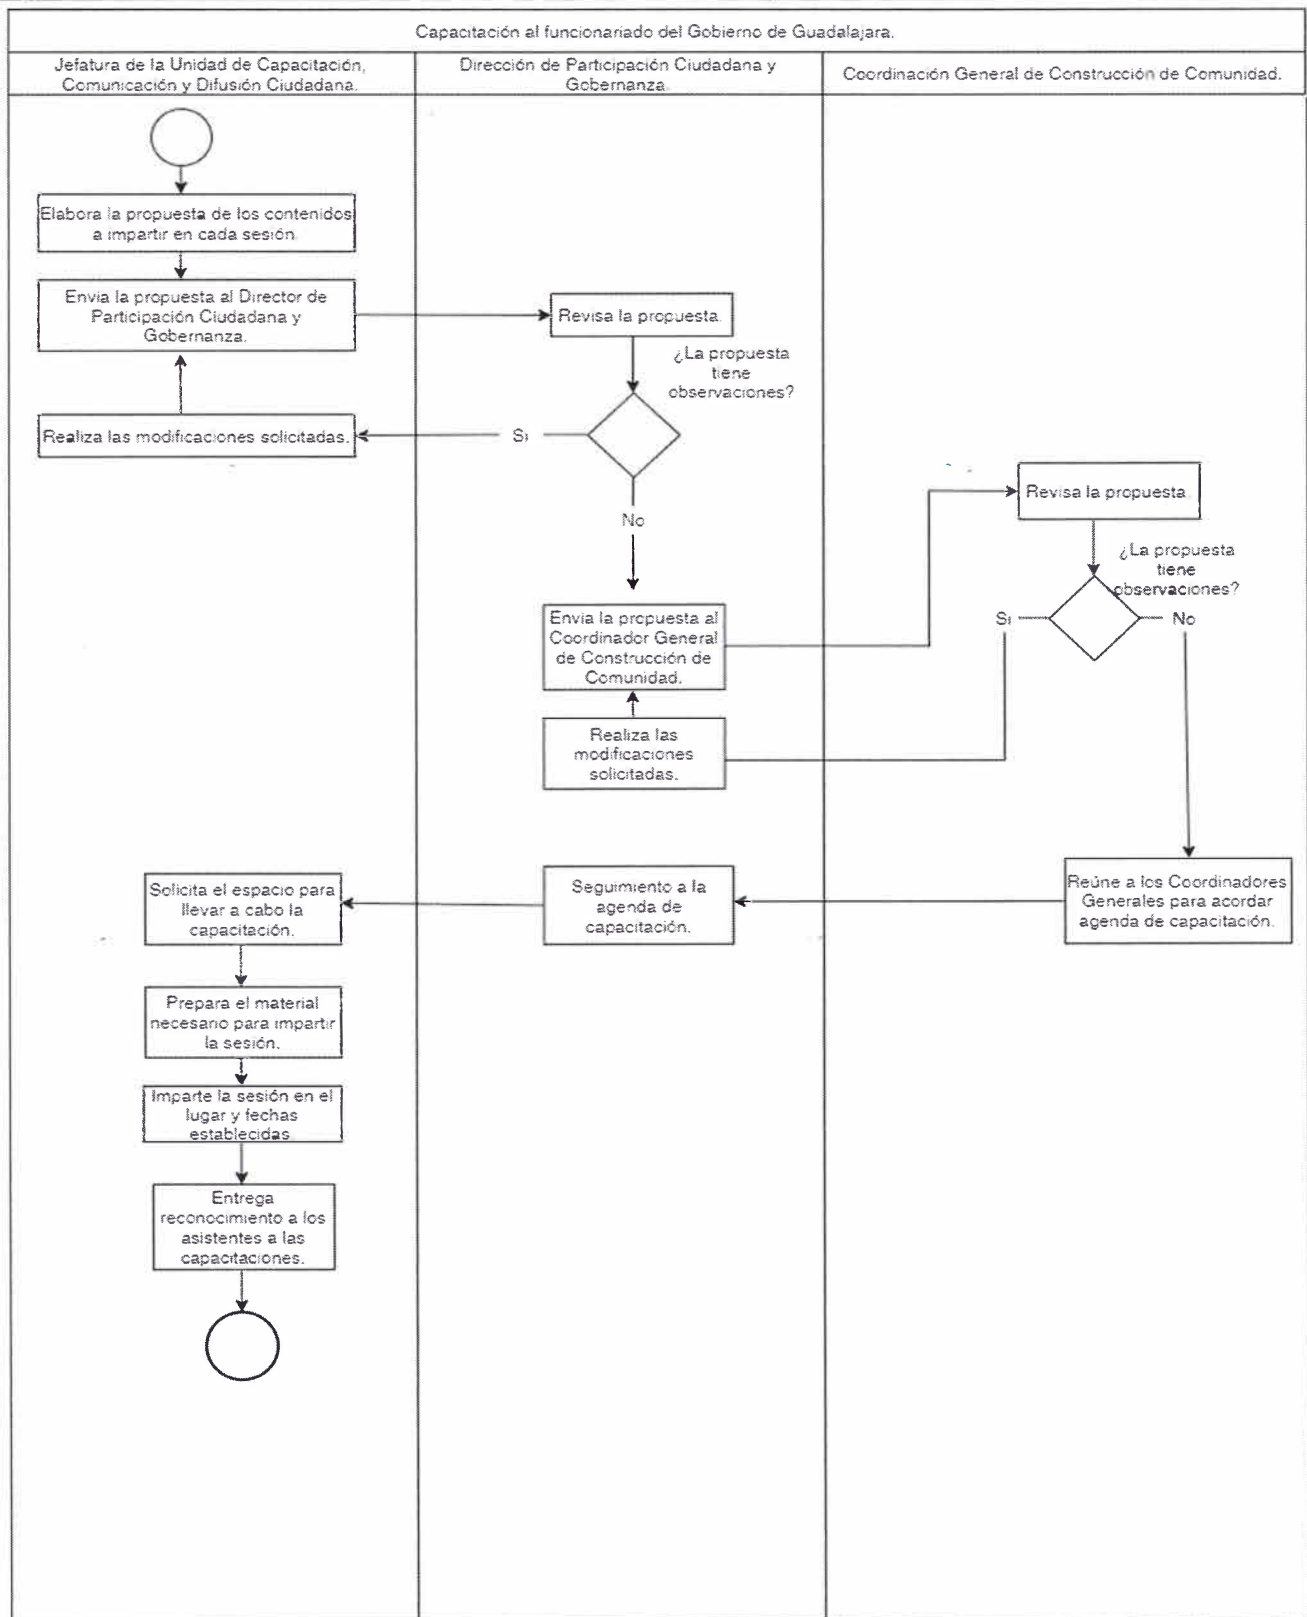 Capacitación al funcionariado del Gobierno de Guadalajara.
Jefatura de la Unidad de Capacitación,
Comunicación y Difusión Ciudadana.
Dirección de Participación Ciudadana y
Gobernanza.
Coordinación General de Construcción de Comunidad.
Elabora la propuesta de los contenidos
a impartir en cada sesión.
Envia la propuesta al Director de
Participación Ciudadana y
Gobernanza.
Revisa la propuesta.
¿La propuesta
tiene
observaciones?
Realiza las modificaciones solicitadas.
Si
No
Revisa la propuesta.
¿La propuesta
tiene
observaciones?
Si
No
Envia la propuesta al
Coordinador General
de Construcción de
Comunidad.
Realiza las
modificaciones
solicitadas.
Solicita el espacio para
llevar a cabo la
capacitación.
Seguimiento a la
agenda de
capacitación.
Reúne a los Coordinadores
Generales para acordar
agenda de capacitación.
Prepara el material
necesario para impartir
la sesión.
Imparte la sesión en el
lugar y fechas
establecidas.
Entrega
reconocimiento a los
asistentes a las
capacitaciones.